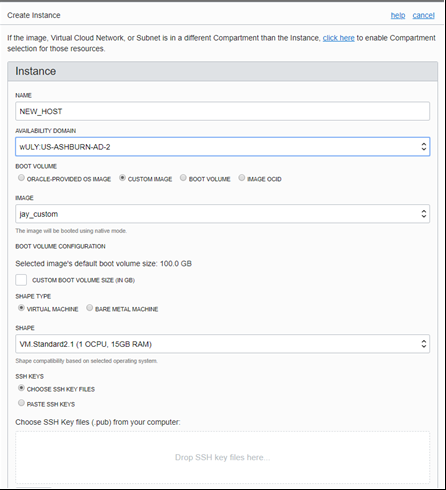 Create Instance help cancel
If the image, Virtual Cloud Network, or Subnet is in a different Compartment than the Instance, click here to enable Compartment
selection for those resources.
Instance
NAME
NEW_HOST
AVAILABILITY DOMAIN
wULY:US-ASHBURN-AD-2
BOOT VOLUME
ORACLE-PROVIDED OS IMAGE CUSTOM IMAGE BOOT VOLUME IMAGE OCID
IMAGE
jay_custom
The image will be booted using native mode.
BOOT VOLUME CONFIGURATION
Selected image's default boot volume size: 100.0 GB
CUSTOM BOOT VOLUME SIZE (IN GB)
SHAPE TYPE
VIRTUAL MACHINE BARE METAL MACHINE
SHAPE
VM.Standard2.1 (1 OCPU, 15GB RAM)
Shape compatibility based on selected operating system.
SSH KEYS
CHOOSE SSH KEY FILES
PASTE SSH KEYS
Choose SSH Key files (.pub) from your computer:
Drop SSH key files here...